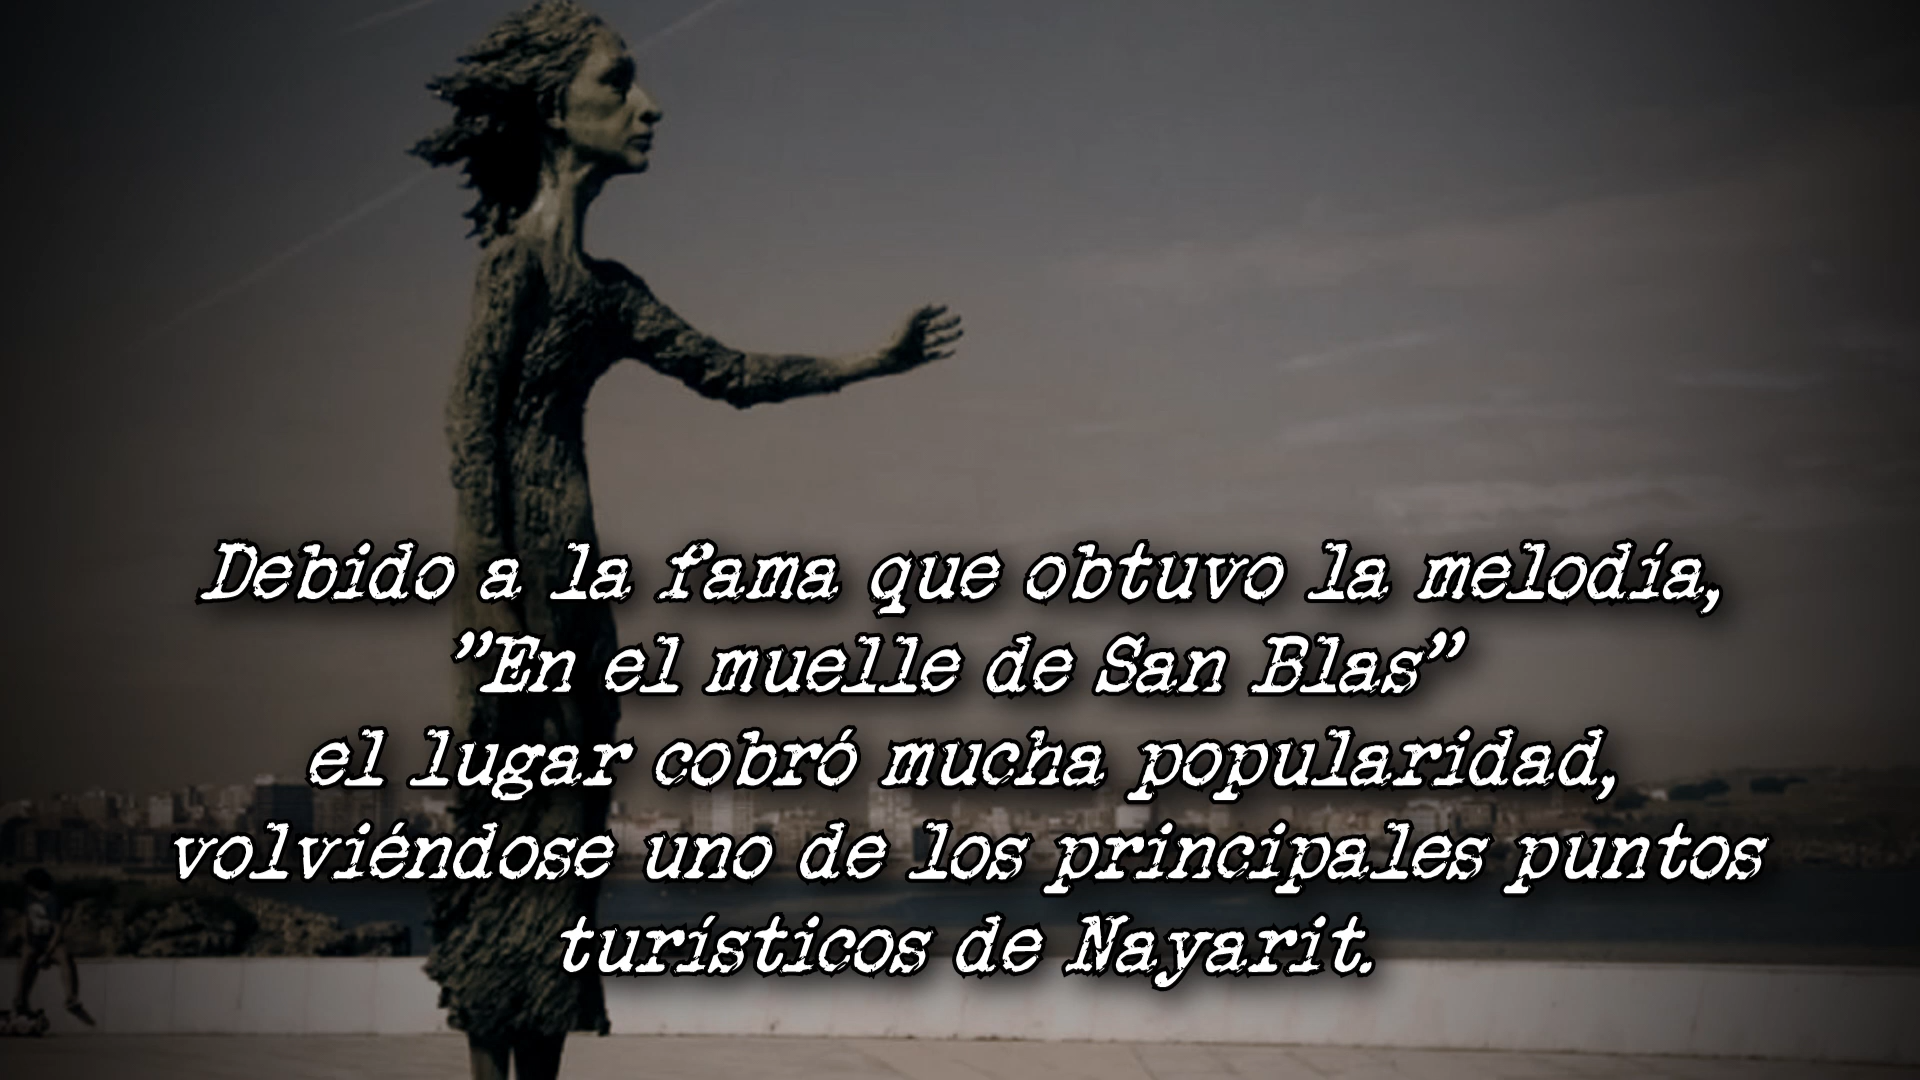 Debido a la fama que obtuvo la melodía,
"En el muelle de San Blas"
el lugar cobró mucha popularidad,
volviéndose uno de los principales puntos
turísticos de Nayarit.